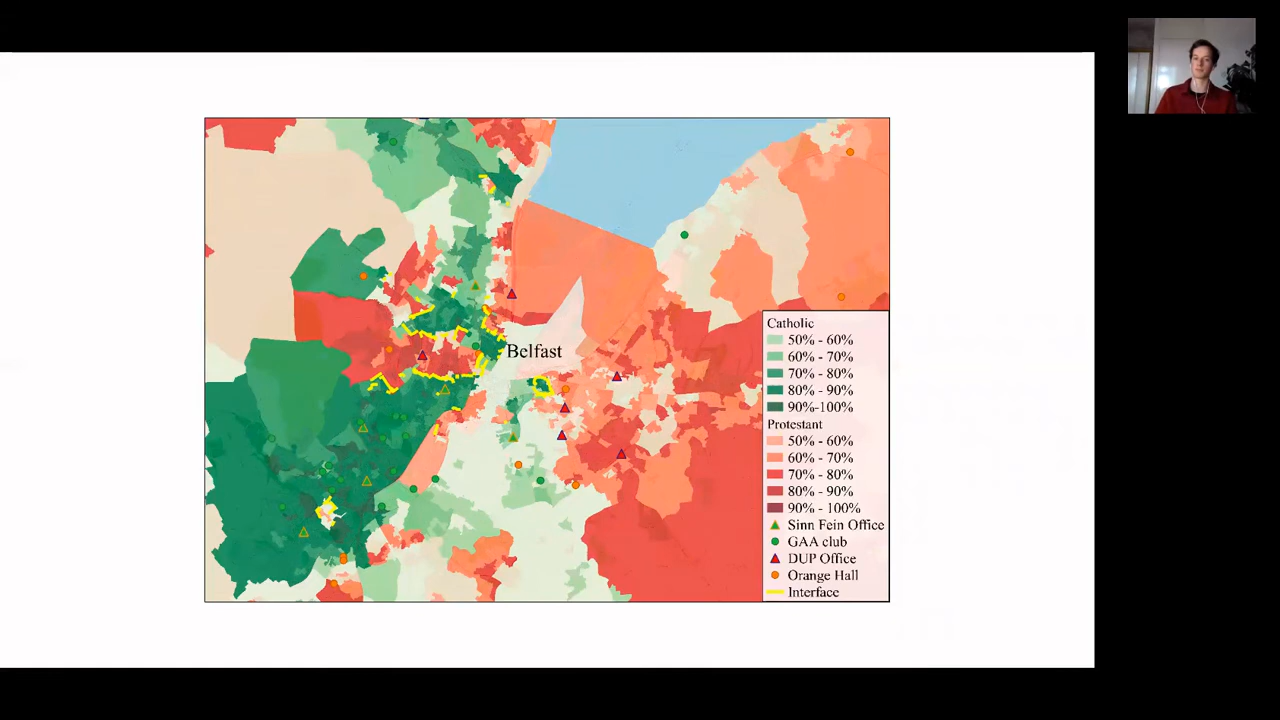 Belfast
Catholic
50% - 60%
60% - 70%
70% - 80%
80% - 90%
90%-100%
Protestant
50% - 60%
60% - 70%
70% - 80%
80% - 90%
90% - 100%
Sinn Fein Office
GAA club
DUP Office
Orange Hall
Interface